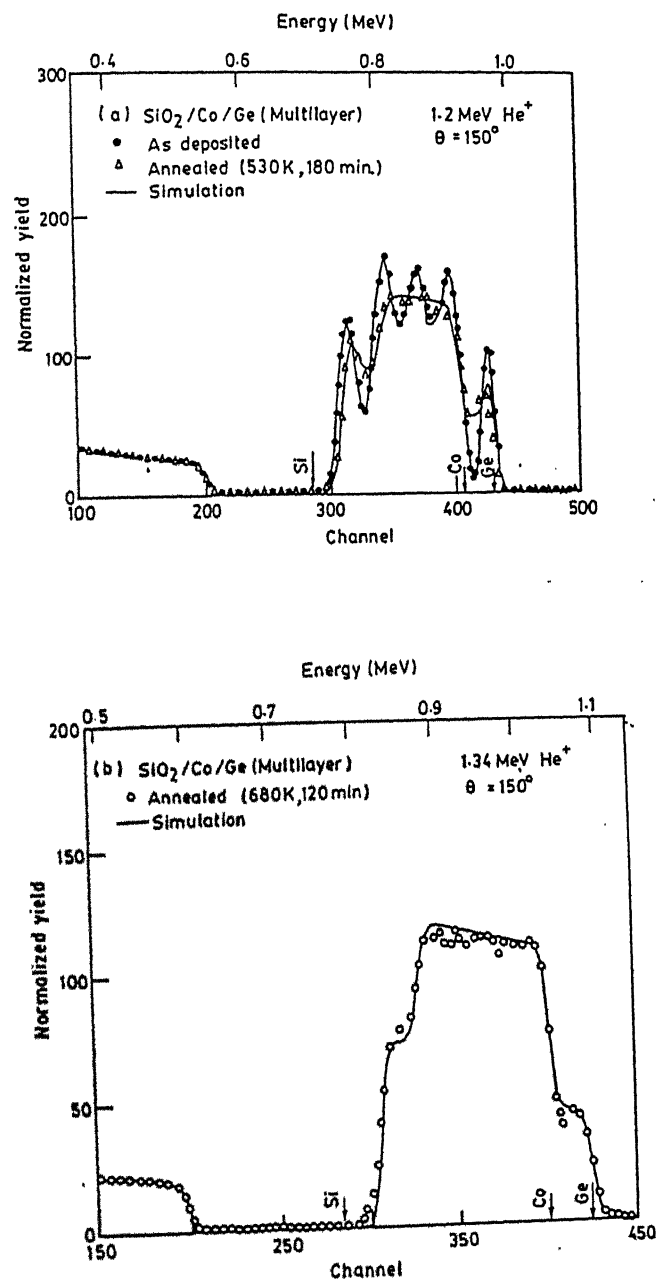 Energy (MeV)
0.4 0.6 0.8 1.0
300
(a) SiO2/Co/Ge (Multilayer) 1.2 MeV He+
● As deposited θ = 150°
△ Annealed (530K, 180 min.)
— Simulation
200
Normalized yield
100
Si Co Ge
0
100 200 300 400 500
Channel
Energy (MeV)
0.5 0.7 0.9 1.1
200
(b) SiO2/Co/Ge (Multilayer) 1.34 MeV He+
o Annealed (680K, 120 min) θ = 150°
— Simulation
150
Normalized yield
100
50
Si Co Ge
0
150 250 350 450
Channel